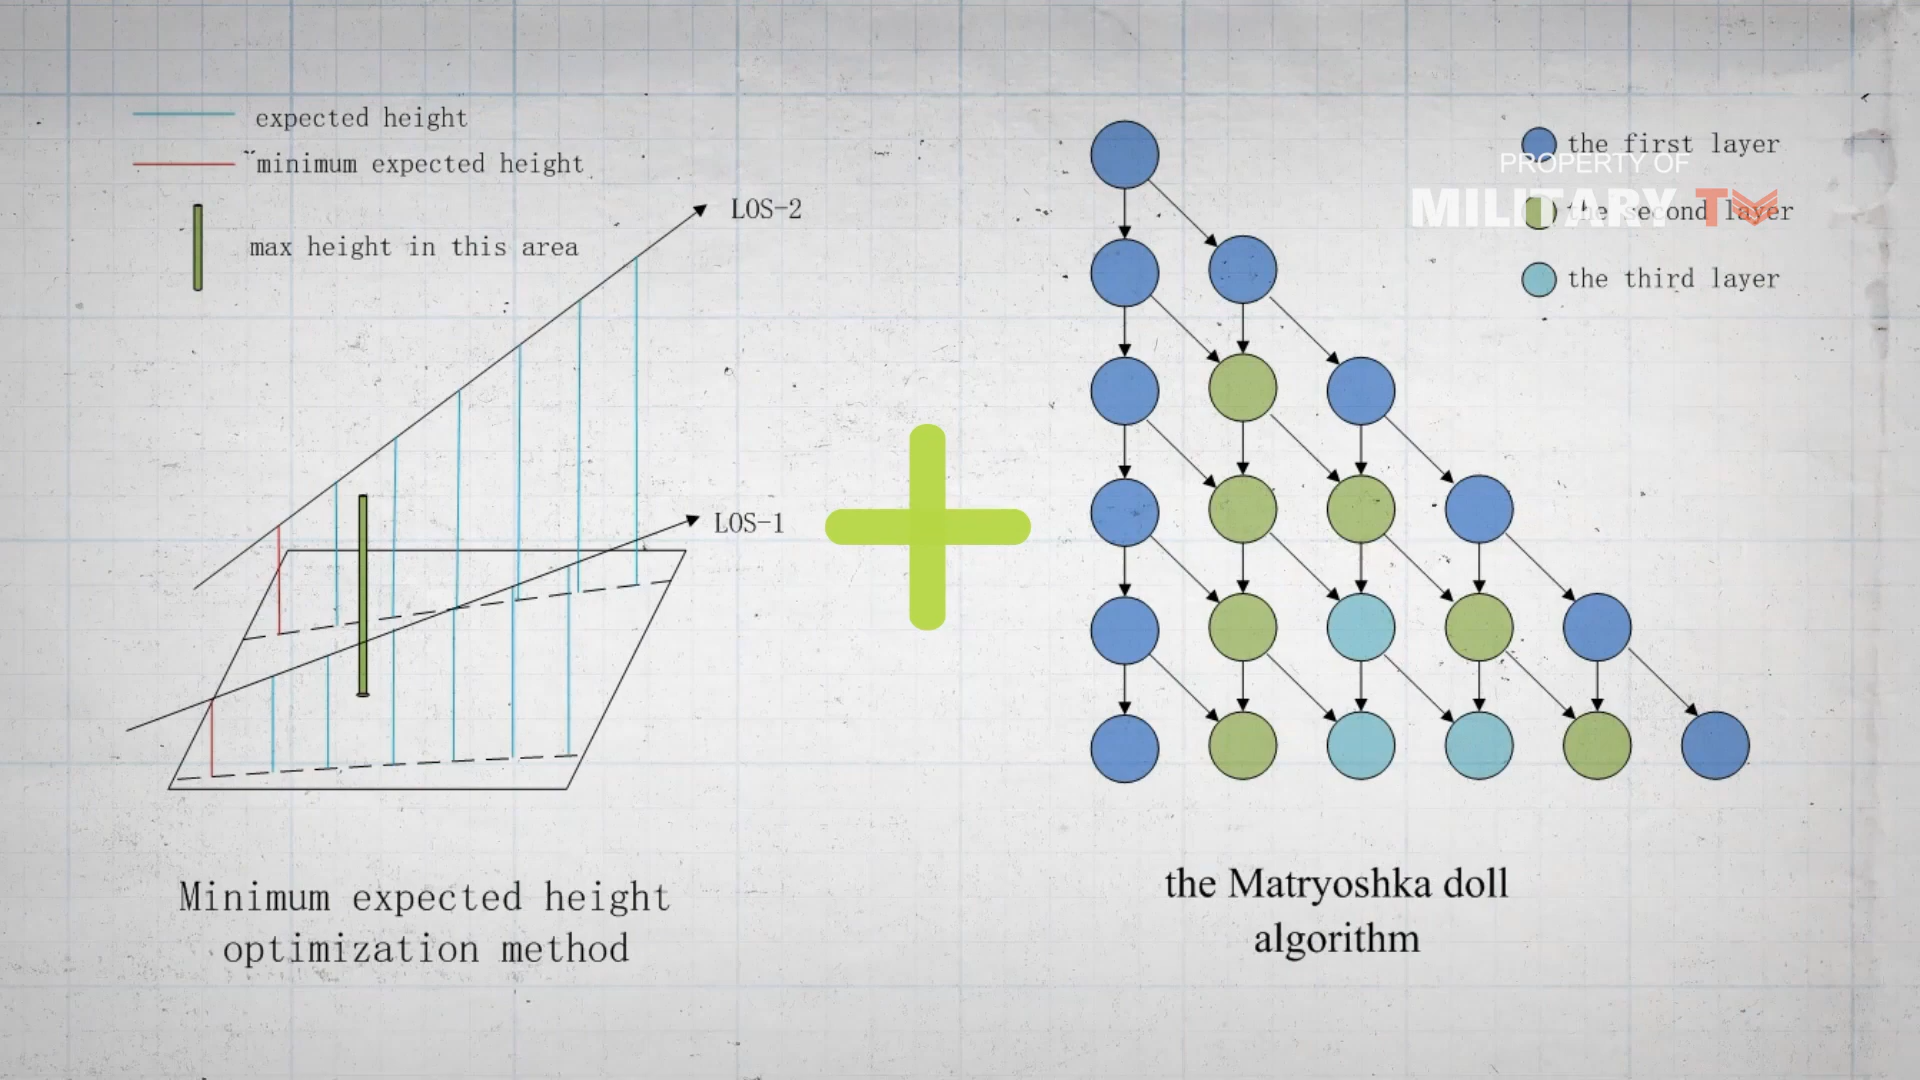 expected height
minimum expected height
max height in this area
LOS-2
LOS-1
Minimum expected height
optimization method
the first layer
the second layer
the third layer
PROPERTY OF
MILITARY TV
the Matryoshka doll
algorithm